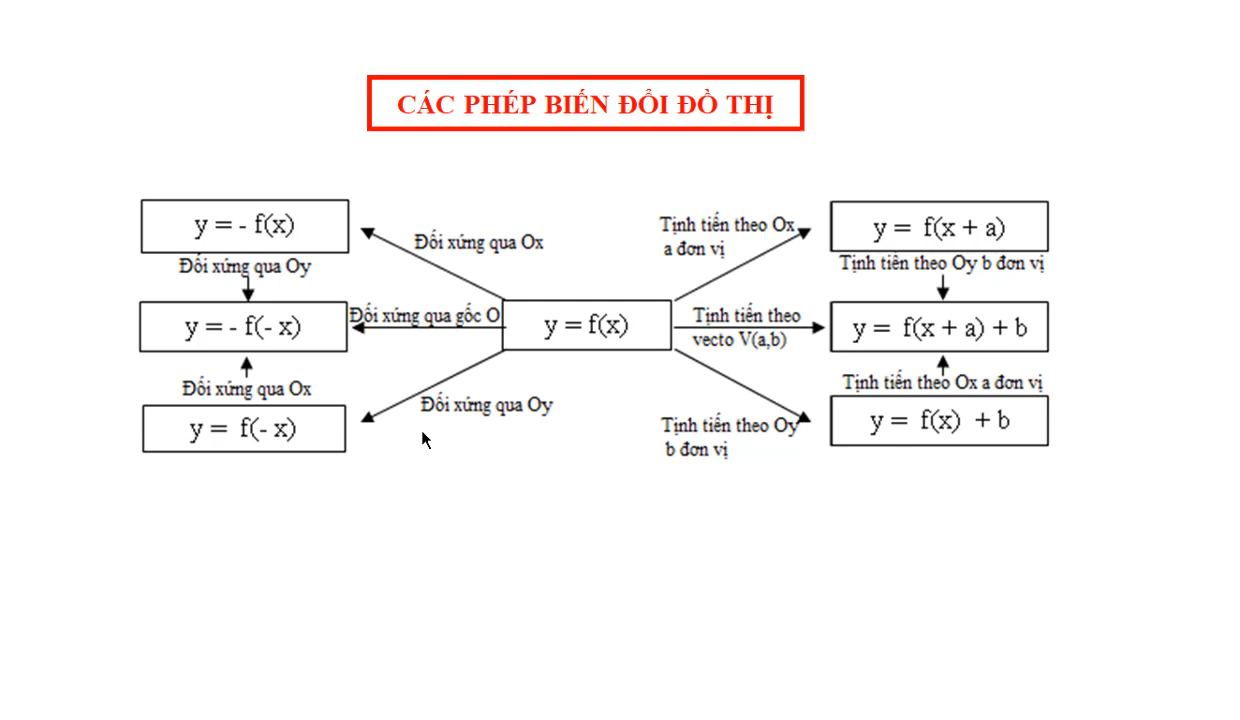 CÁC PHÉP BIẾN ĐỔI ĐỒ THỊ
y = - f(x)
Đối xứng qua Oy
y = - f(- x)
Đối xứng qua Ox
y = f(- x)
Đối xứng qua Ox
Đối xứng qua gốc O
Đối xứng qua Oy
y = f(x)
Tịnh tiến theo Ox
a đơn vị
Tịnh tiến theo
vecto V(a,b)
Tịnh tiến theo Oy
b đơn vị
y = f(x + a)
Tịnh tiến theo Oy b đơn vị
y = f(x + a) + b
Tịnh tiến theo Ox a đơn vị
y = f(x) + b